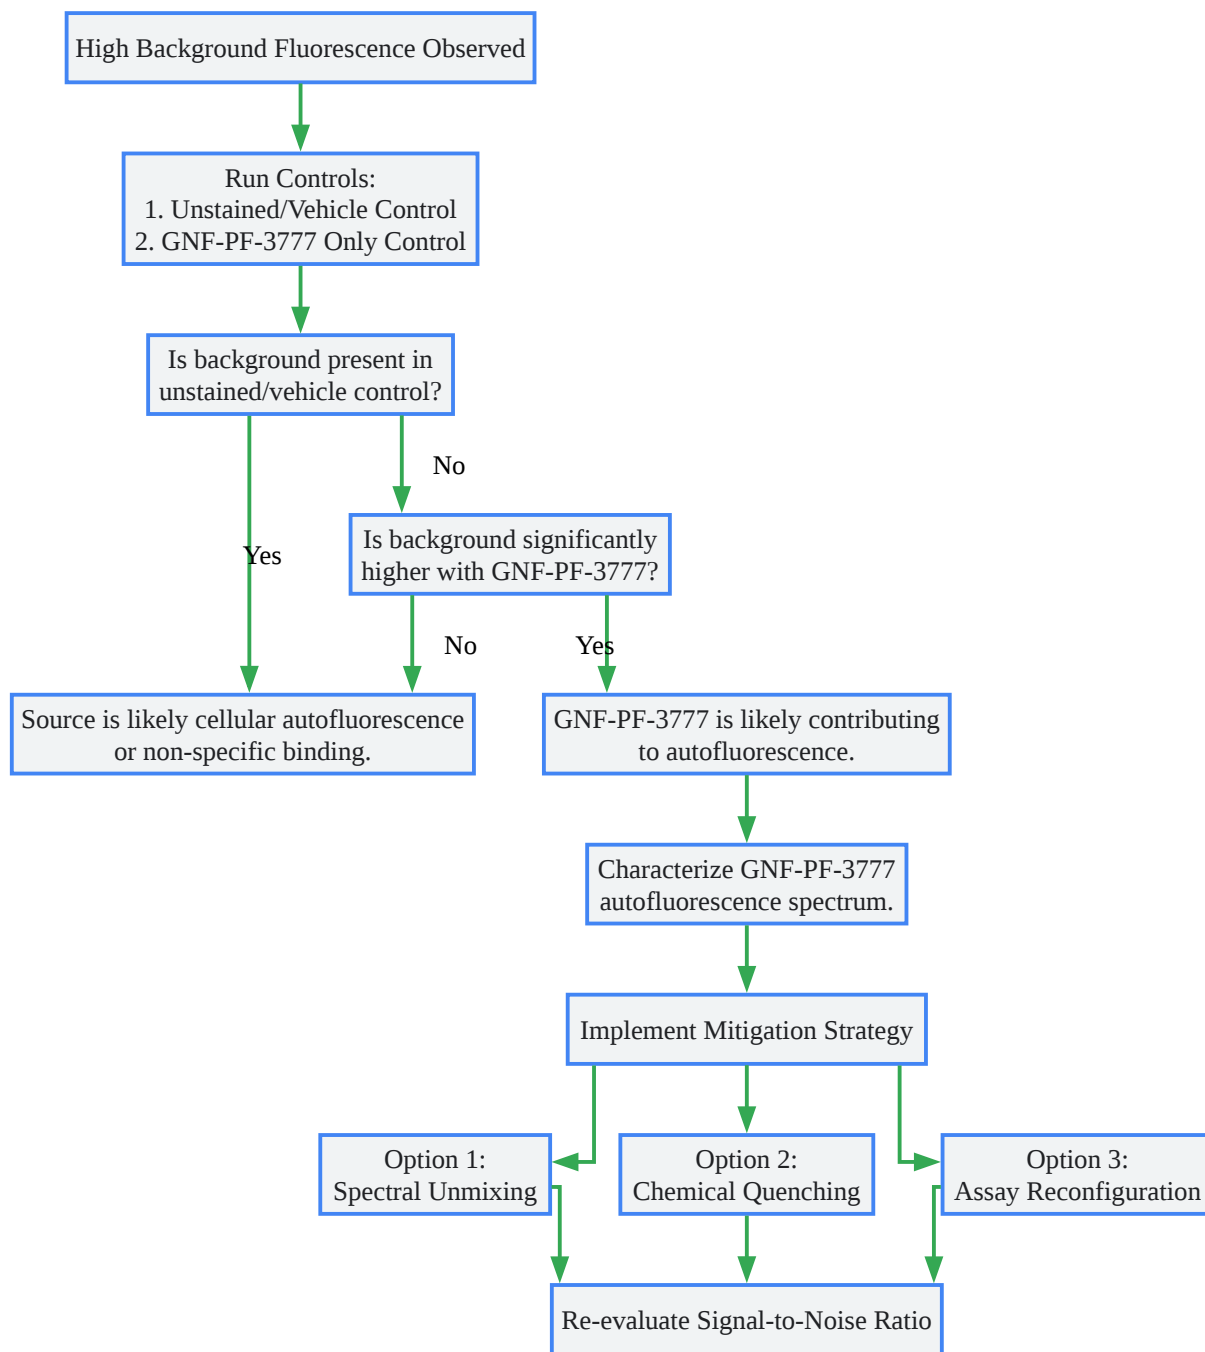 High Background Fluorescence Observed
Run Controls:
1. Unstained/Vehicle Control
2. GNF-PF-3777 Only Control
Is background present in
unstained/vehicle control?
No
Is background significantly
higher with GNF-PF-3777?
Yes
No
Yes
Source is likely cellular autofluorescence
or non-specific binding.
GNF-PF-3777 is likely contributing
to autofluorescence.
Characterize GNF-PF-3777
autofluorescence spectrum.
Implement Mitigation Strategy
Option 1:
Spectral Unmixing
Option 2:
Chemical Quenching
Option 3:
Assay Reconfiguration
Re-evaluate Signal-to-Noise Ratio